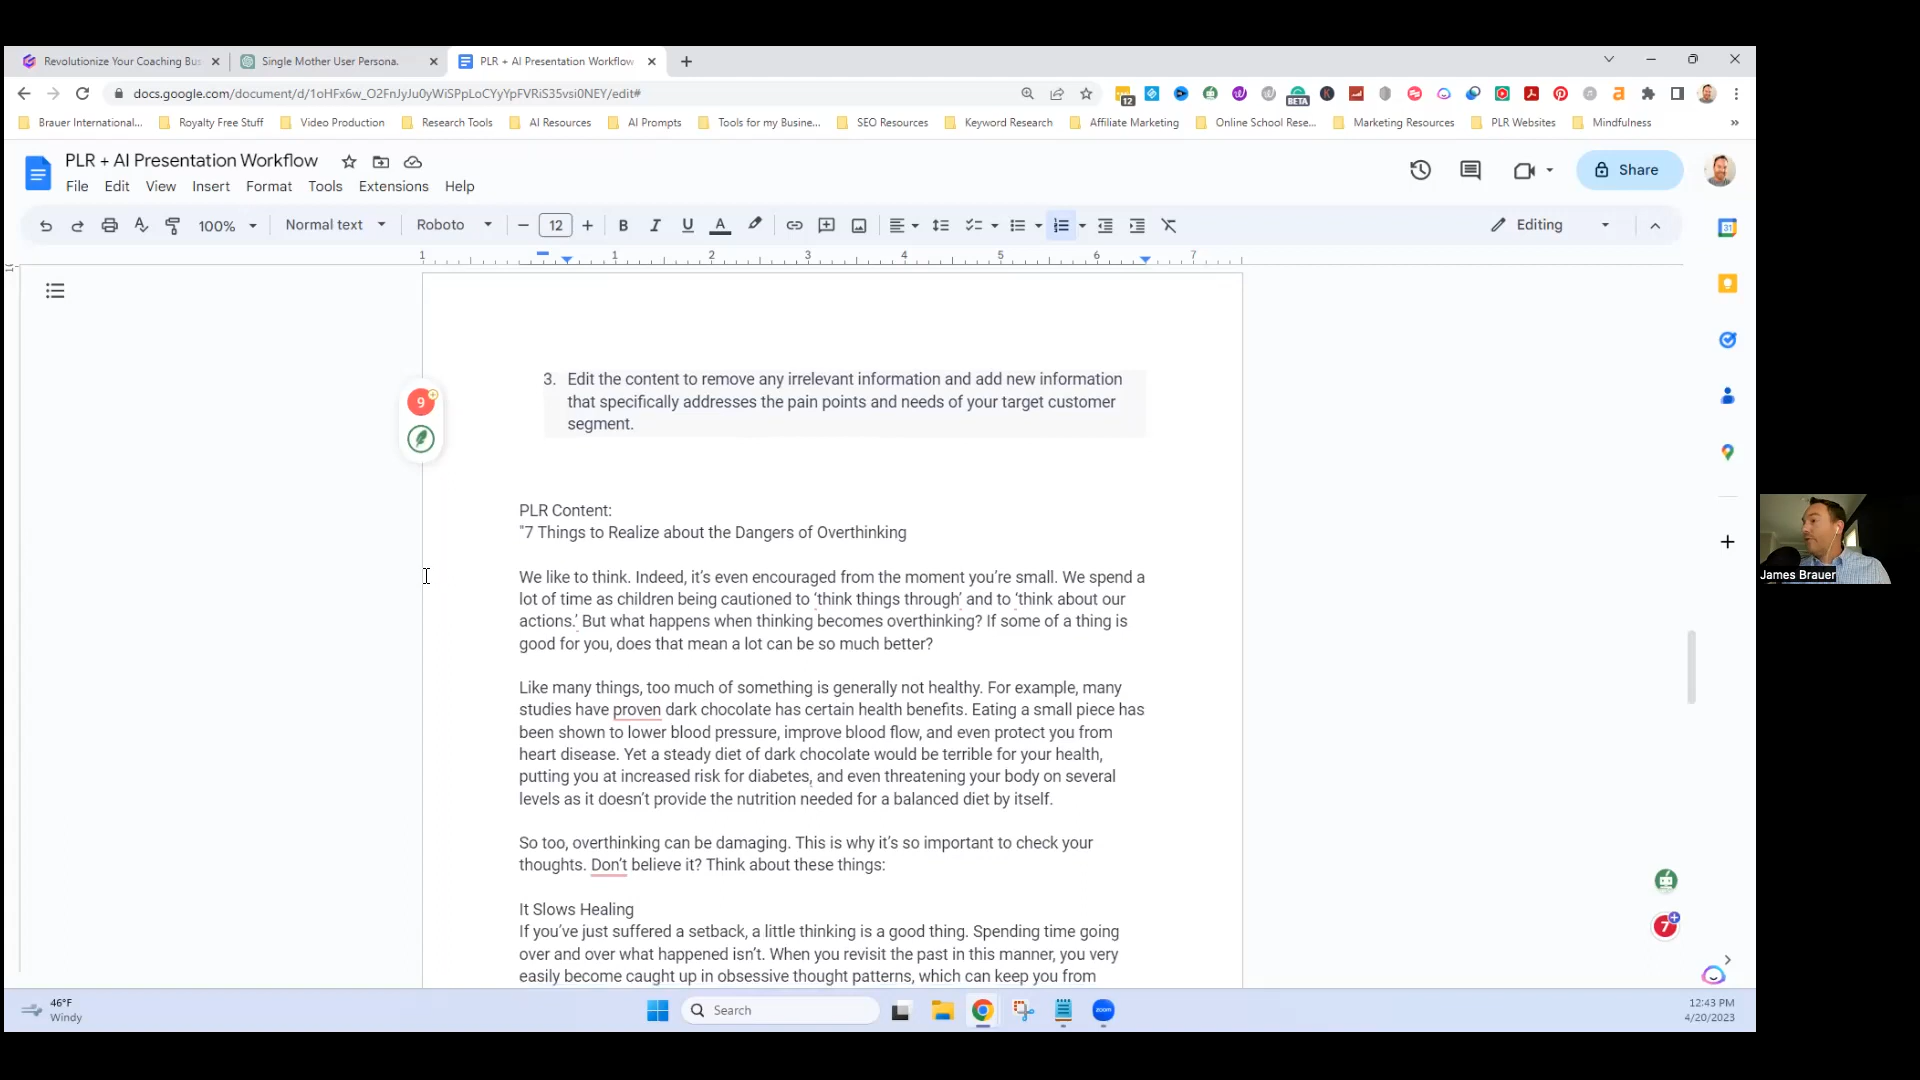 Revolutionize Your Coaching Bus
Single Mother User Persona.
PLR + AI Presentation Workflow
docs.google.com/document/d/1oHFx6w_O2FnJyJu0yWiSPpLoCYyYpFVRiS35vsi0NEY/edit#
12
BETA
Brauer International...
Royalty Free Stuff
Video Production
Research Tools
AI Resources
AI Prompts
Tools for my Busine...
SEO Resources
Keyword Research
Affiliate Marketing
Online School Rese...
Marketing Resources
PLR Websites
Mindfulness
PLR + AI Presentation Workflow
File Edit View Insert Format Tools Extensions Help
Share
100% Normal text Roboto 12 B I U A Editing
31
1 1 2 3 4 5 6 7
3. Edit the content to remove any irrelevant information and add new information
that specifically addresses the pain points and needs of your target customer
segment.
9
PLR Content:
"7 Things to Realize about the Dangers of Overthinking
We like to think. Indeed, it's even encouraged from the moment you're small. We spend a
lot of time as children being cautioned to 'think things through' and to 'think about our
actions.' But what happens when thinking becomes overthinking? If some of a thing is
good for you, does that mean a lot can be so much better?
Like many things, too much of something is generally not healthy. For example, many
studies have proven dark chocolate has certain health benefits. Eating a small piece has
been shown to lower blood pressure, improve blood flow, and even protect you from
heart disease. Yet a steady diet of dark chocolate would be terrible for your health,
putting you at increased risk for diabetes, and even threatening your body on several
levels as it doesn't provide the nutrition needed for a balanced diet by itself.
So too, overthinking can be damaging. This is why it's so important to check your
thoughts. Don't believe it? Think about these things:
It Slows Healing
If you've just suffered a setback, a little thinking is a good thing. Spending time going
over and over what happened isn't. When you revisit the past in this manner, you very
easily become caught up in obsessive thought patterns, which can keep you from
7
James Brauer
46°F
Windy
Search
zoom
12:43 PM
4/20/2023